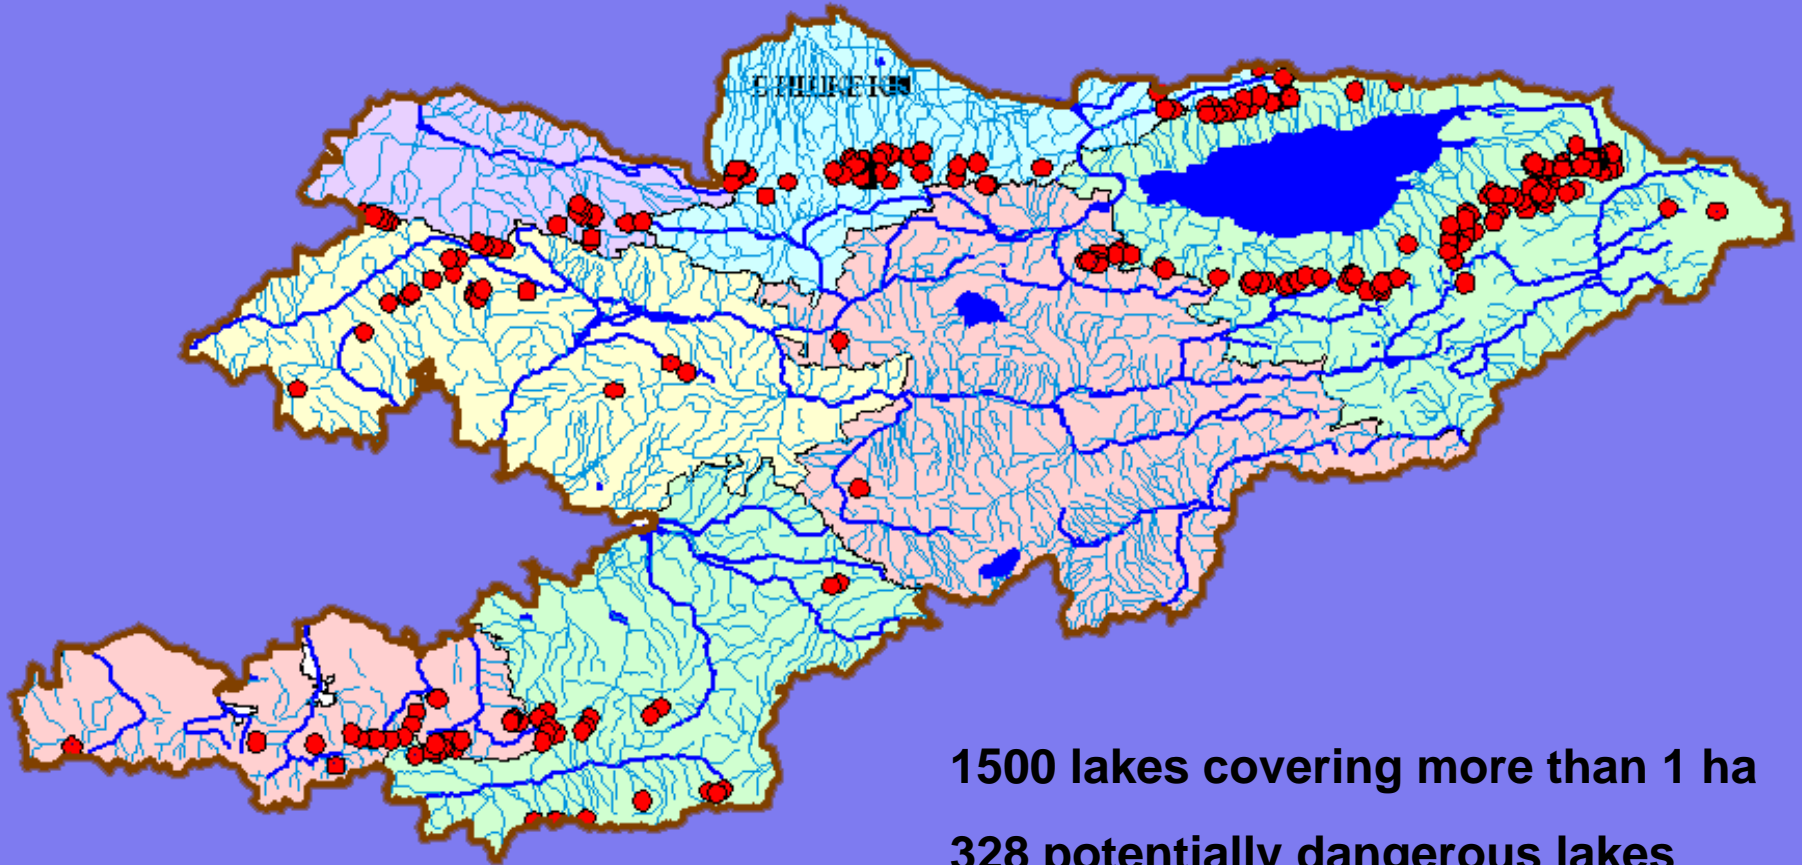 1500 lakes covering more than 1 ha
328 potentially dangerous lakes